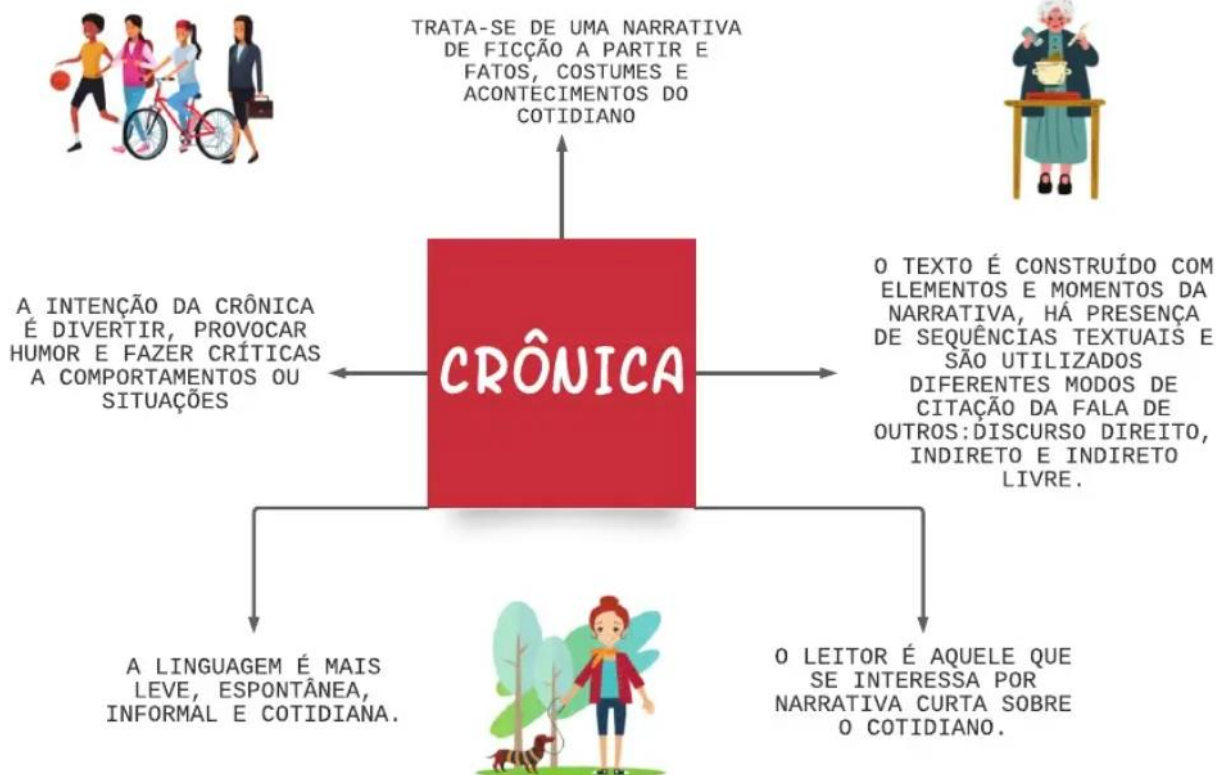 TRATA-SE DE UMA NARRATIVA
DE FICÇÃO A PARTIR E
FATOS, COSTUMES E
ACONTECIMENTOS DO
COTIDIANO
A INTENÇÃO DA CRÔNICA
É DIVERTIR, PROVOCAR
HUMOR E FAZER CRÍTICAS
A COMPORTAMENTOS OU
SITUAÇÕES
CRÔNICA
O TEXTO É CONSTRUÍDO COM
ELEMENTOS E MOMENTOS DA
NARRATIVA, HÁ PRESENÇA
DE SEQUÊNCIAS TEXTUAIS E
SÃO UTILIZADOS
DIFERENTES MODOS DE
CITAÇÃO DA FALA DE
OUTROS:DISCURSO DIREITO,
INDIRETO E INDIRETO
LIVRE.
A LINGUAGEM É MAIS
LEVE, ESPONTÂNEA,
INFORMAL E COTIDIANA.
O LEITOR É AQUELE QUE
SE INTERESSA POR
NARRATIVA CURTA SOBRE
O COTIDIANO.